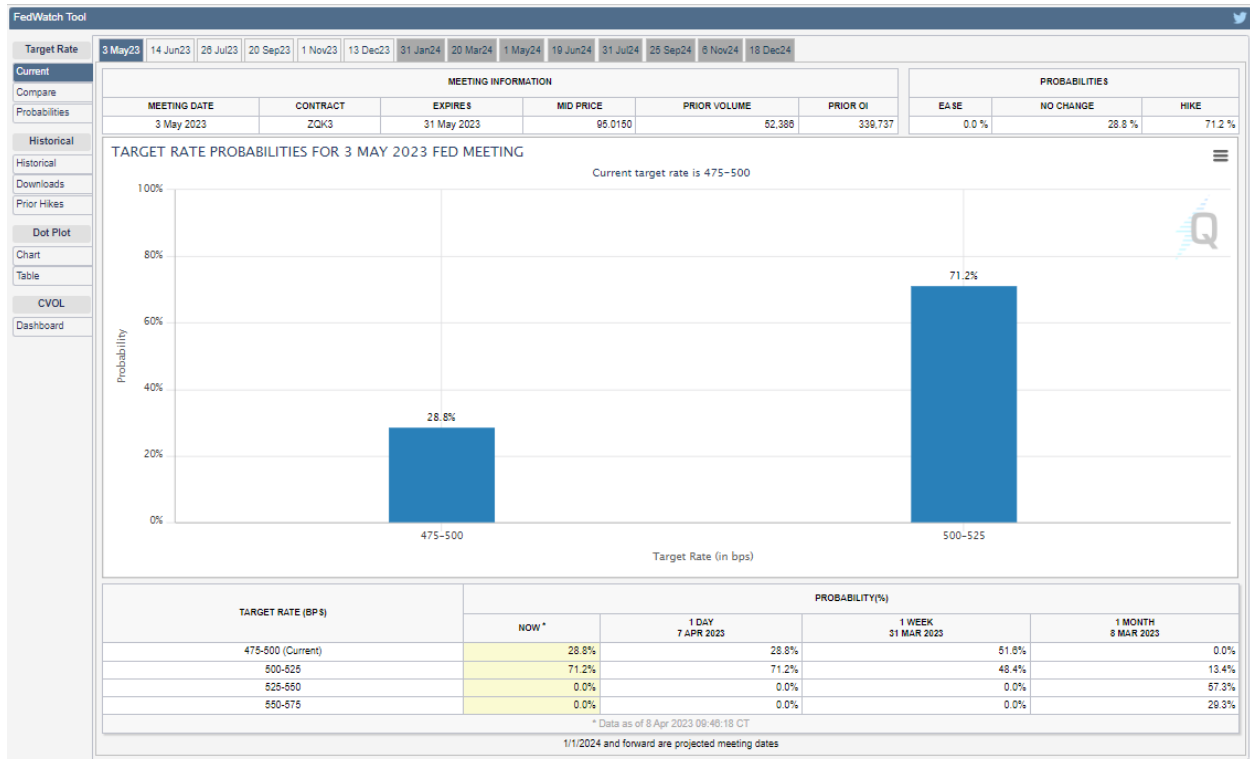 FedWatch Tool
Target Rate
Current
Compare
Probabilities
Historical
Historical
Downloads
Prior Hikes
Dot Plot
Chart
Table
CVOL
Dashboard
3 May23 14 Jun23 26 Jul23 20 Sep23 1 Nov23 13 Dec23 31 Jan24 20 Mar24 1 May24 19 Jun24 31 Jul24 25 Sep24 6 Nov24 18 Dec24
MEETING INFORMATION
MEETING DATE CONTRACT EXPIRES MID PRICE PRIOR VOLUME PRIOR OI
3 May 2023 ZQK3 31 May 2023 95.0150 52,386 339,737
PROBABILITIES
EASE NO CHANGE HIKE
0.0 % 28.8 % 71.2 %
TARGET RATE PROBABILITIES FOR 3 MAY 2023 FED MEETING
Current target rate is 475-500
Q
Probability
100%
80%
60%
40%
20%
0%
28.8%
71.2%
475-500 500-525
Target Rate (in bps)
TARGET RATE (BPS) PROBABILITY(%)
NOW * 1 DAY 1 WEEK 1 MONTH
7 APR 2023 31 MAR 2023 8 MAR 2023
475-500 (Current) 28.8% 28.8% 51.6% 0.0%
500-525 71.2% 71.2% 48.4% 13.4%
525-550 0.0% 0.0% 0.0% 57.3%
550-575 0.0% 0.0% 0.0% 29.3%
* Data as of 8 Apr 2023 09:46:18 CT
1/1/2024 and forward are projected meeting dates